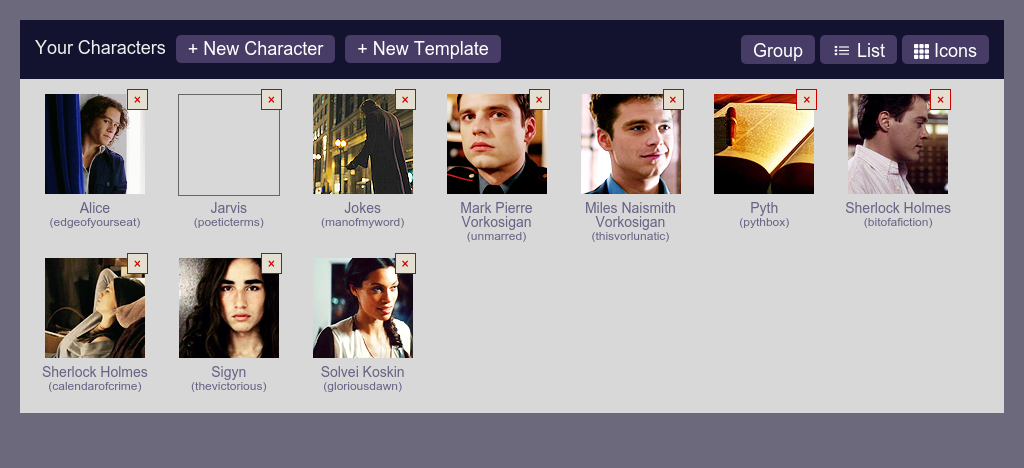 Your Characters
+ New Character
+ New Template
Group
List
Icons
×
×
×
×
×
×
×
Alice
(edgeofyourseat)
Jarvis
(poeticterms)
Jokes
(manofmyword)
Mark Pierre
Vorkosigan
(unmarred)
Miles Naismith
Vorkosigan
(thisvorlunatic)
Pyth
(pythbox)
Sherlock Holmes
(bitofafiction)
×
×
×
Sherlock Holmes
(calendarofcrime)
Sigyn
(thevictorious)
Solvei Koskin
(gloriousdawn)